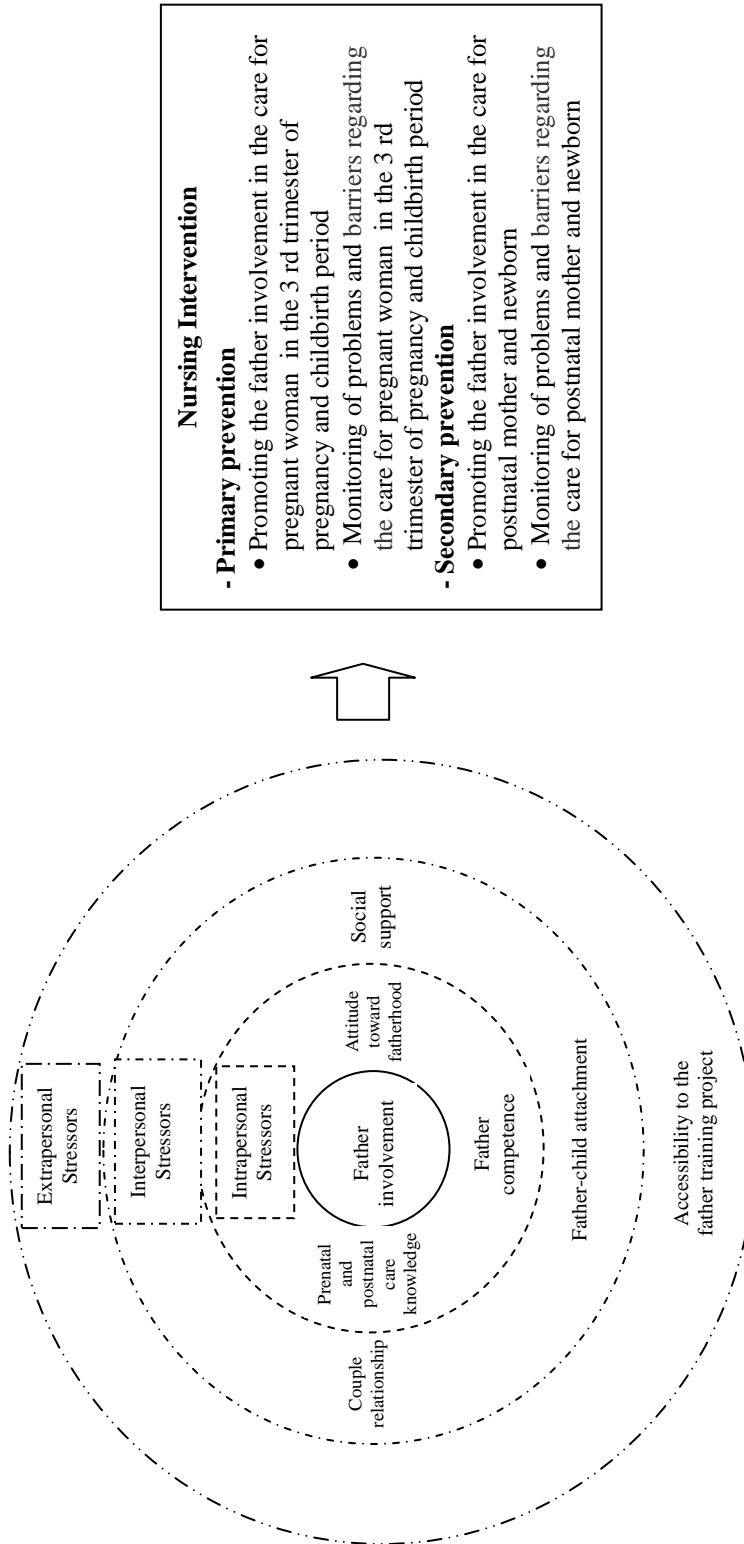 Extrapersonal
Stressors
Interpersonal
Stressors
Intrapersonal
Stressors
Father
involvement
Prenatal
and
postnatal
care
knowledge
Attitude
toward
fatherhood
Father
competence
Couple
relationship
Social
support
Father-child attachment
Accessibility to the
father training project
Nursing Intervention
- Primary prevention
• Promoting the father involvement in the care for
pregnant woman in the 3 rd trimester of
pregnancy and childbirth period
• Monitoring of problems and barriers regarding
the care for pregnant woman in the 3 rd
trimester of pregnancy and childbirth period
- Secondary prevention
• Promoting the father involvement in the care for
postnatal mother and newborn
• Monitoring of problems and barriers regarding
the care for postnatal mother and newborn